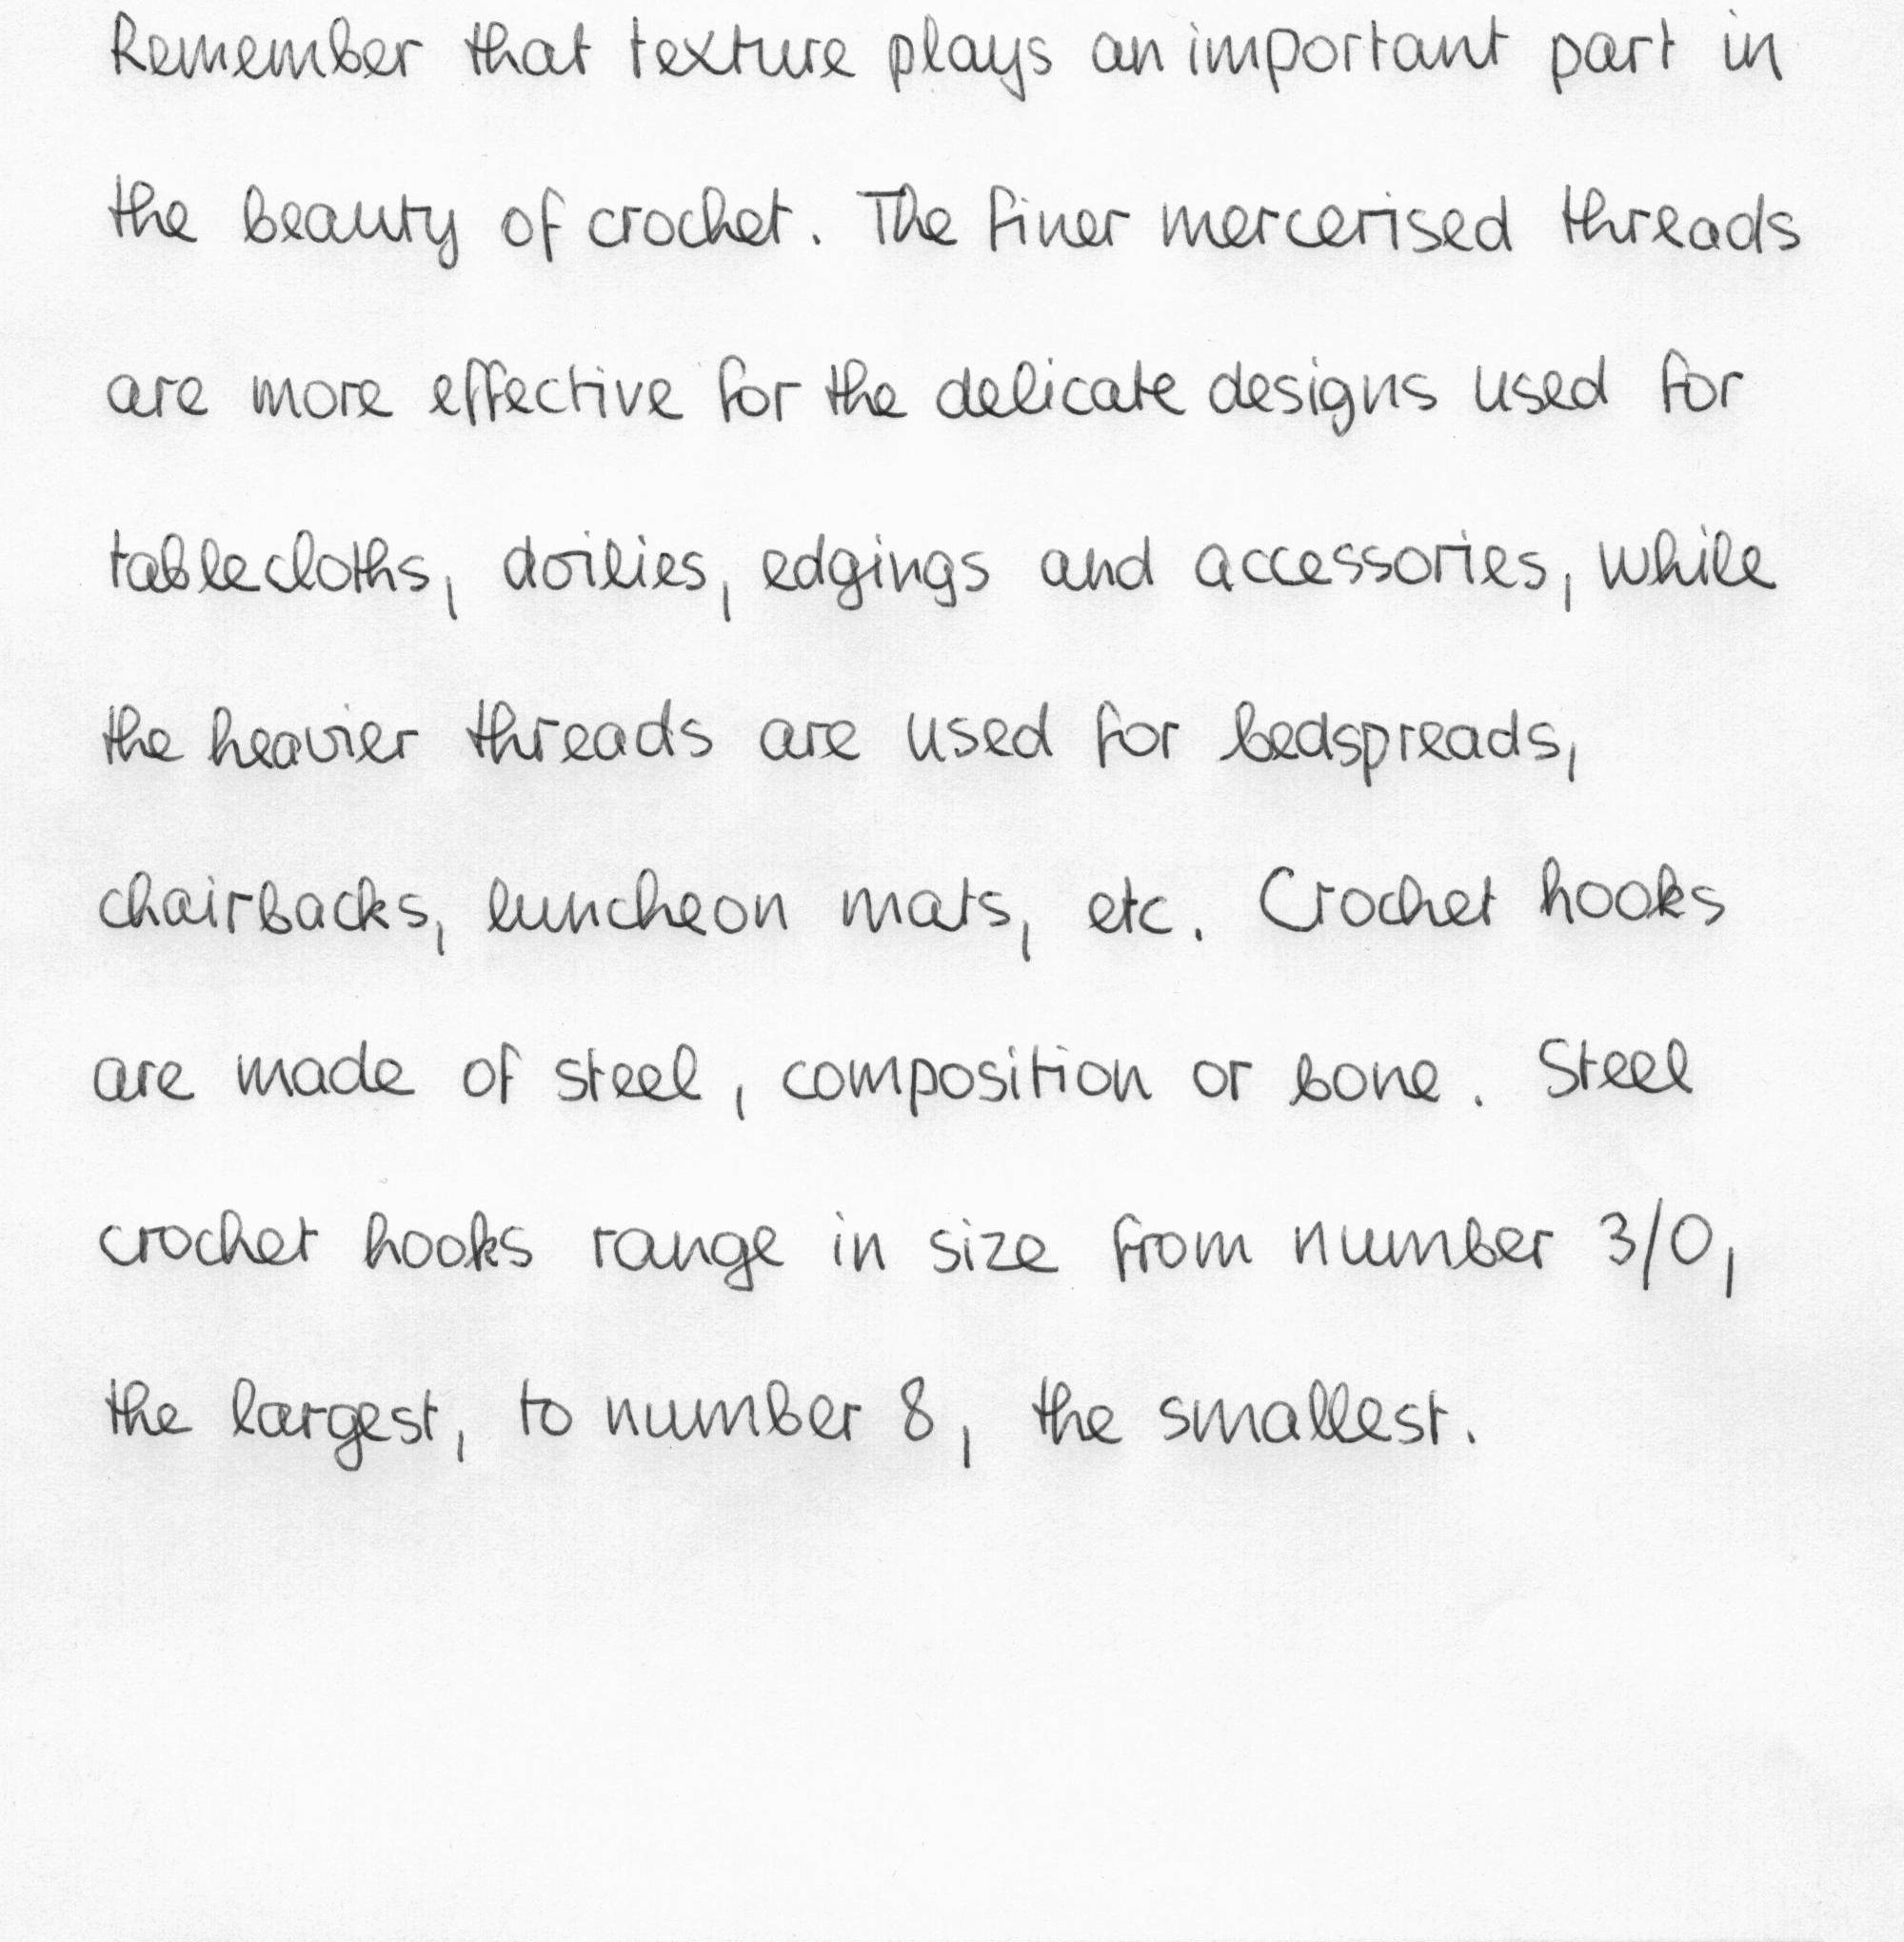 Remember that texture plays an important part in
the beauty of crochet. The finer mercerised threads
are more effective for the delicate designs used for
tablecloths, doilies, edgings and accessories, while
the heavier threads are used for bedspreads,
chairbacks, luncheon mats, etc. Crochet hooks
are made of steel, composition or bone. Steel
crochet hooks range in size from number 3/0,
the largest, to number 8, the smallest.